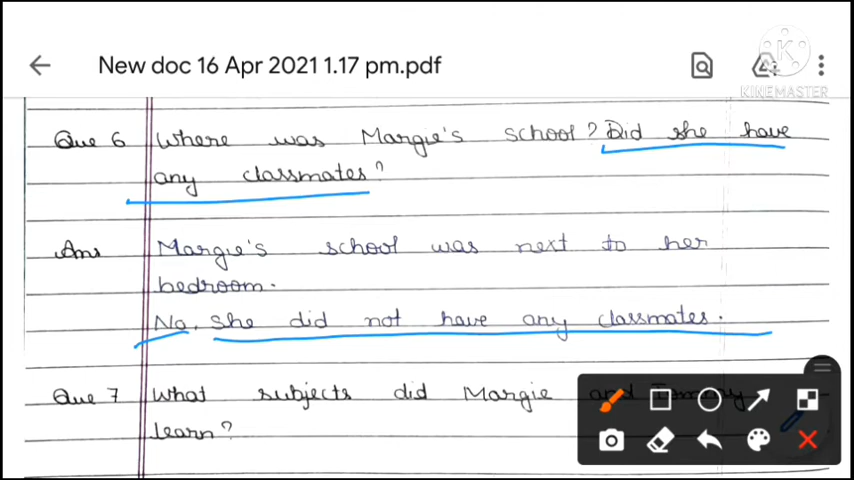 New doc 16 Apr 2021 1.17 pm.pdf
KINEMASTER
Que 6 Where was Margie's school? Did she have
any classmates?
Ans Margie's school was next to her
bedroom.
No, she did not have any classmates.
Que 7 What subjects did Margie and Tommy
learn?